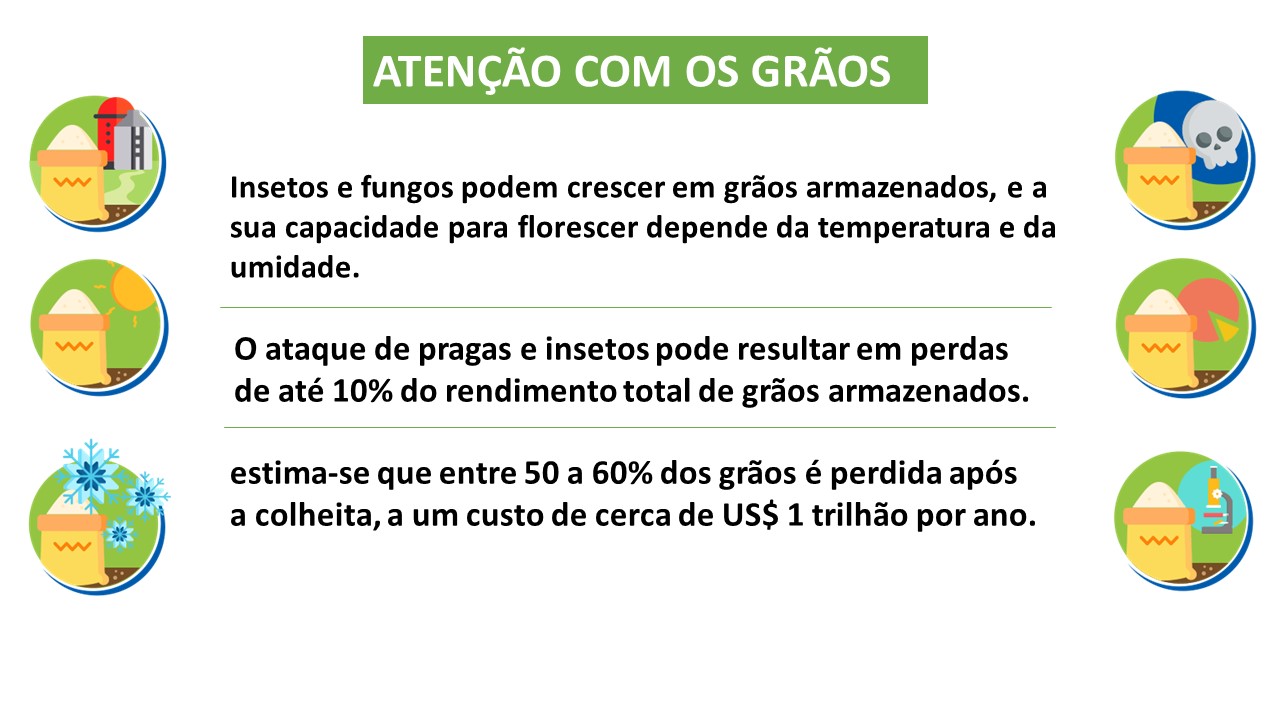 ATENÇÃO COM OS GRÃOS
Insetos e fungos podem crescer em grãos armazenados, e a
sua capacidade para florescer depende da temperatura e da
umidade.
O ataque de pragas e insetos pode resultar em perdas
de até 10% do rendimento total de grãos armazenados.
estima-se que entre 50 a 60% dos grãos é perdida após
a colheita, a um custo de cerca de US$ 1 trilhão por ano.